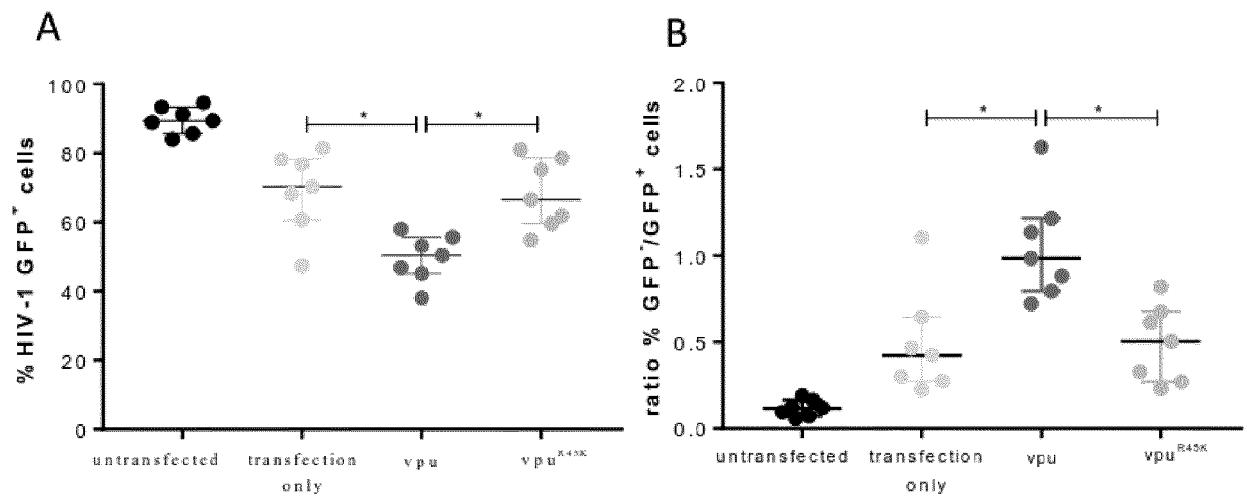 A
% HIV-1 GFP+ cells
100
80
60
40
20
0
*
*
untransfected
transfection
only
vpu
vpu
B
ratio % GFP-/GFP+ cells
2.0
1.5
1.0
0.5
0.0
*
*
untransfected
transfection
only
vpu
vpuR45K